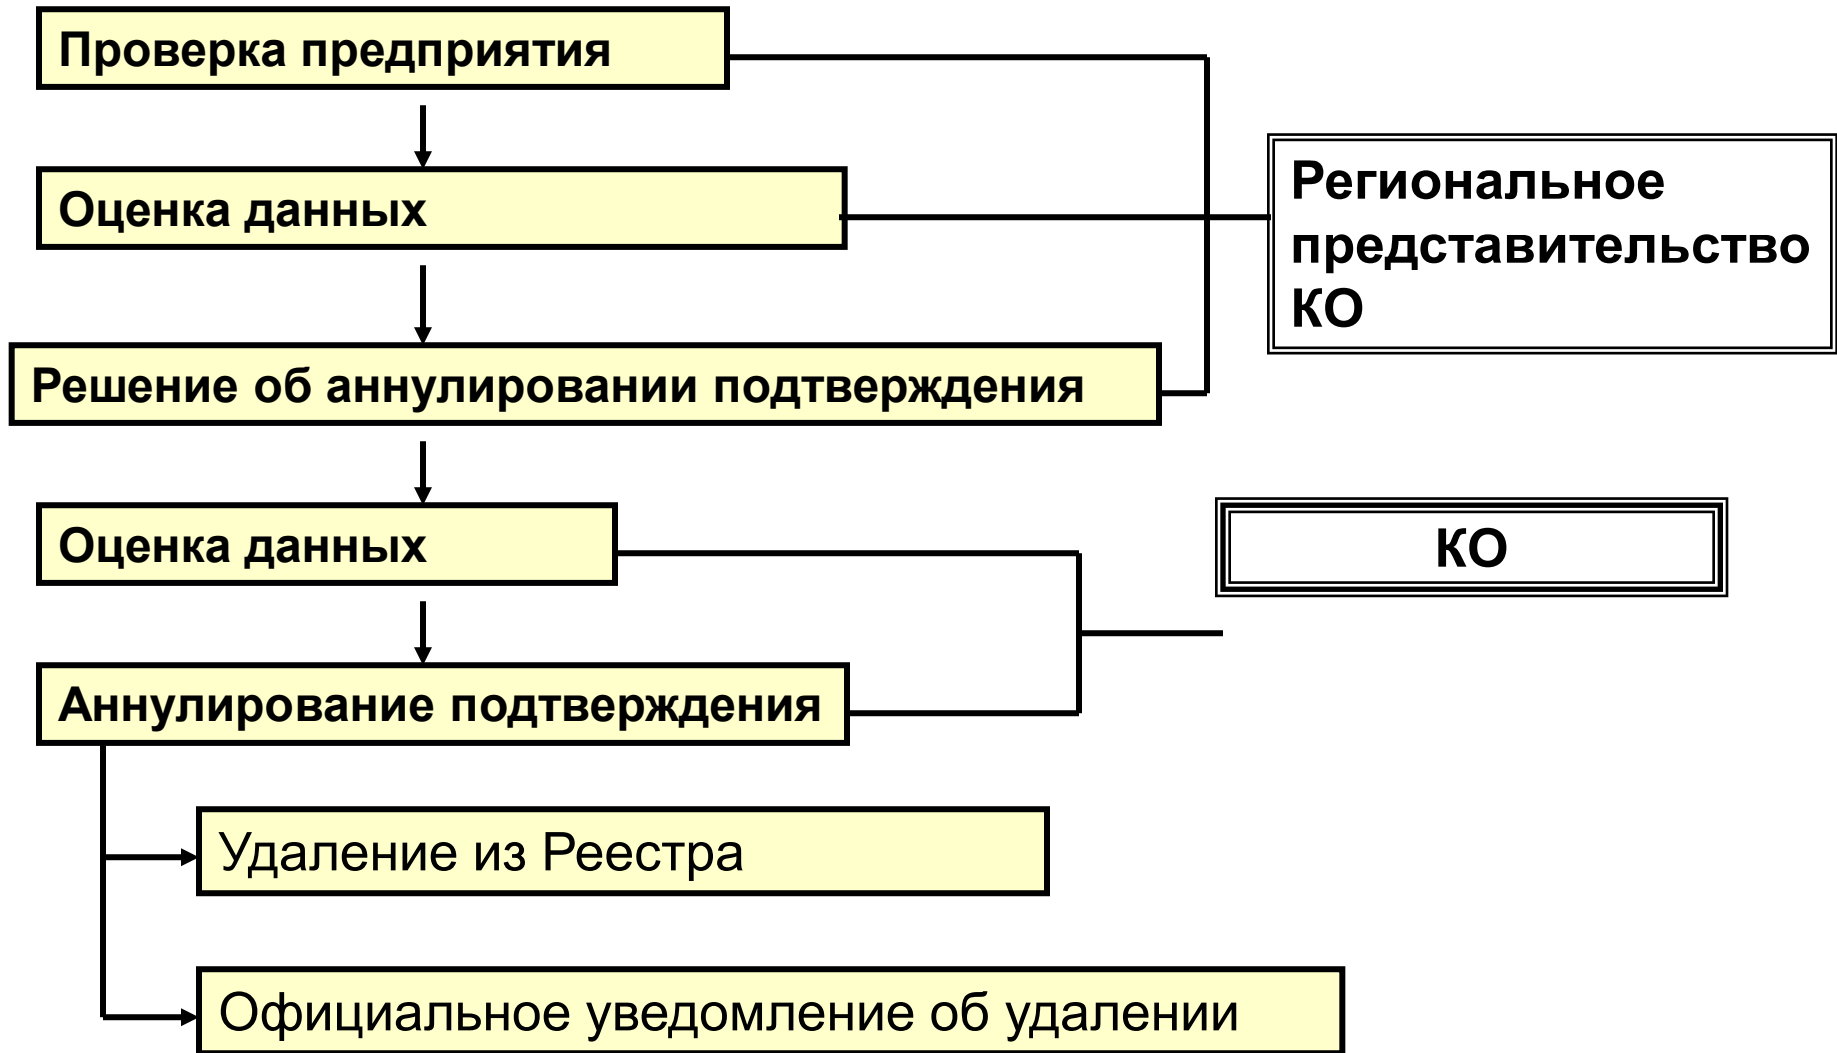 Проверка предприятия
Оценка данных
Региональное
представительство
КО
Решение об аннулировании подтверждения
Оценка данных
КО
Аннулирование подтверждения
Удаление из Реестра
Официальное уведомление об удалении